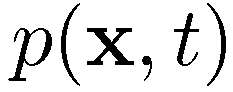 p(𝐱, t)